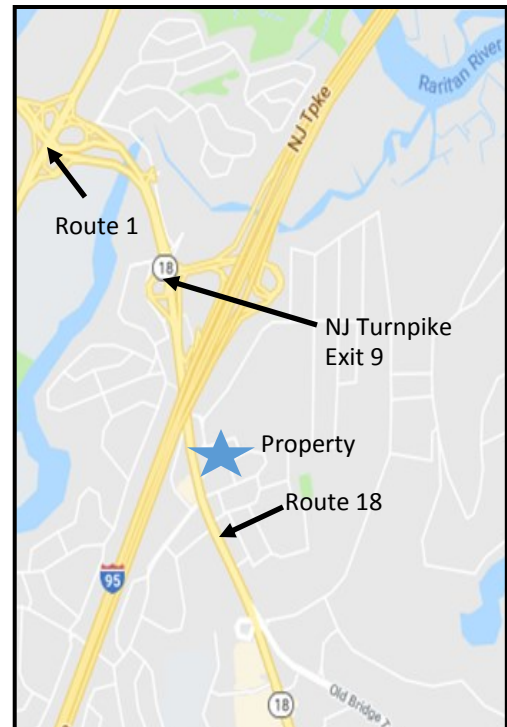 Raritan River
NJ Tpke
Route 1
18
NJ Turnpike
Exit 9
Property
Route 18
95
Old Bridge
18